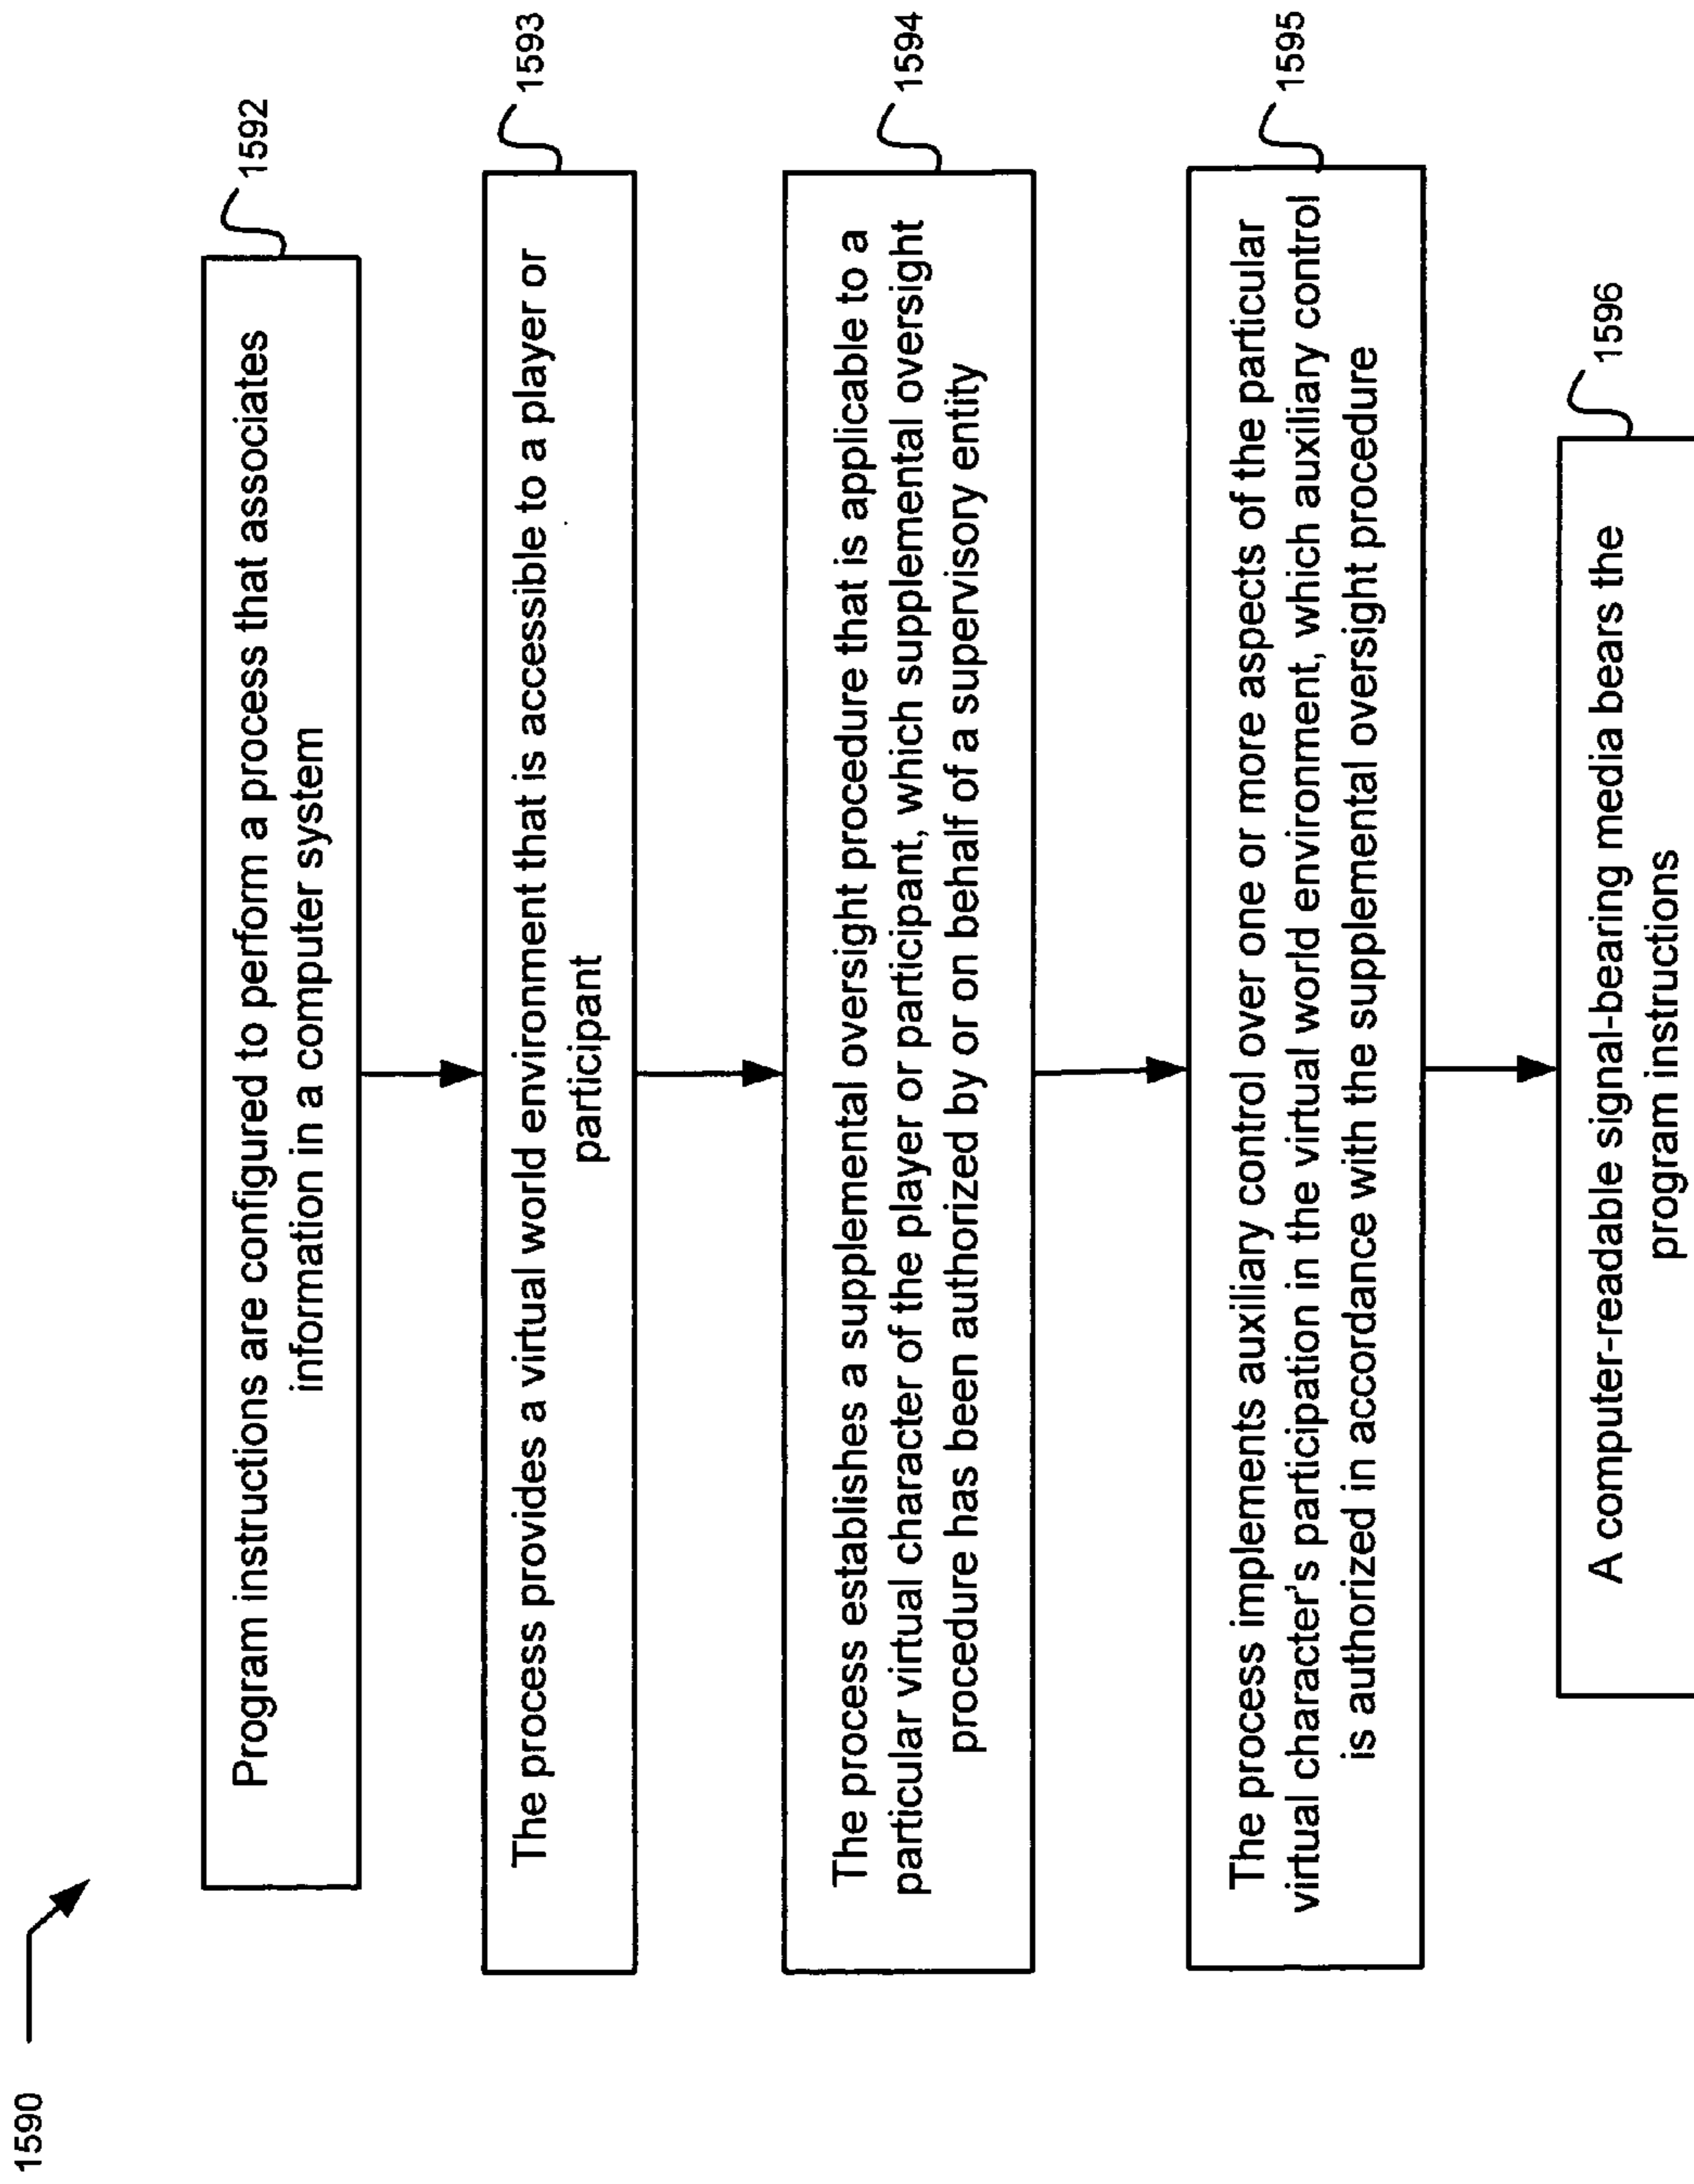 1590
1592
Program instructions are configured to perform a process that associates
information in a computer system
1593
The process provides a virtual world environment that is accessible to a player or
participant
1594
The process establishes a supplemental oversight procedure that is applicable to a
particular virtual character of the player or participant, which supplemental oversight
procedure has been authorized by or on behalf of a supervisory entity
1595
The process implements auxiliary control over one or more aspects of the particular
virtual character's participation in the virtual world environment, which auxiliary control
is authorized in accordance with the supplemental oversight procedure
1596
A computer-readable signal-bearing media bears the
program instructions